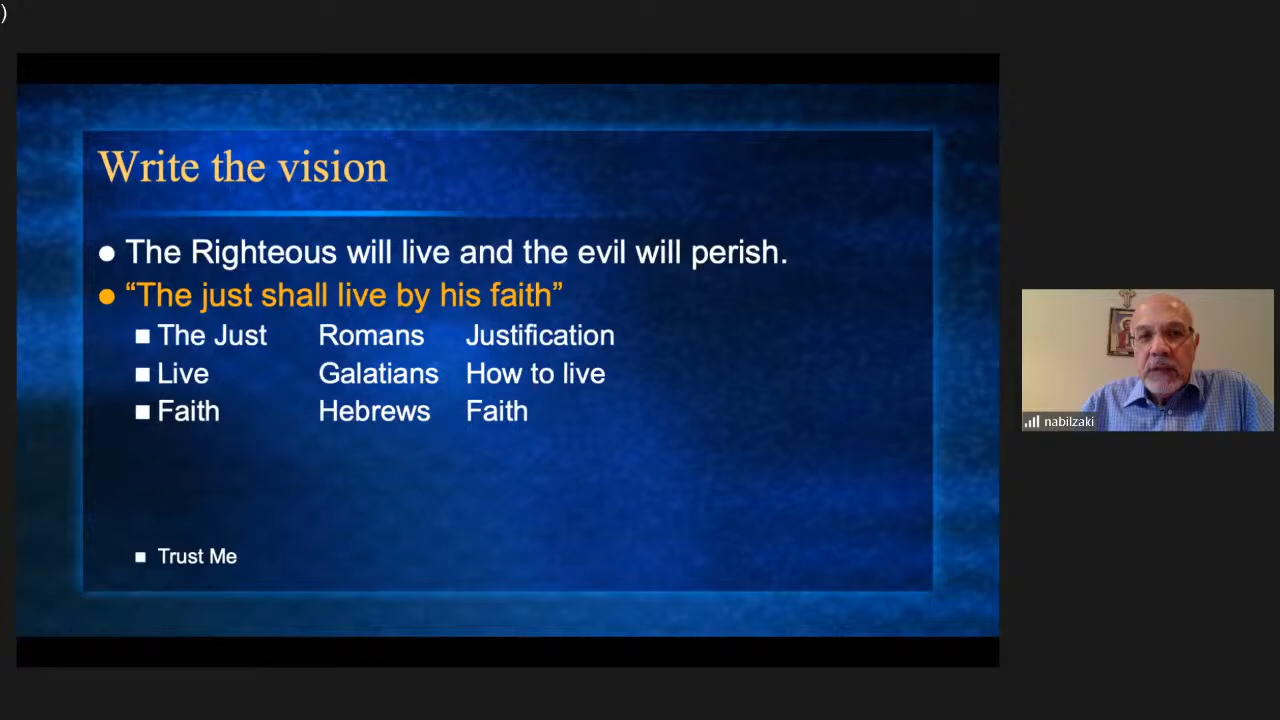 )
Write the vision
The Righteous will live and the evil will perish.
“The just shall live by his faith”
The Just Romans Justification
Live Galatians How to live
Faith Hebrews Faith
Trust Me
nabilzaki